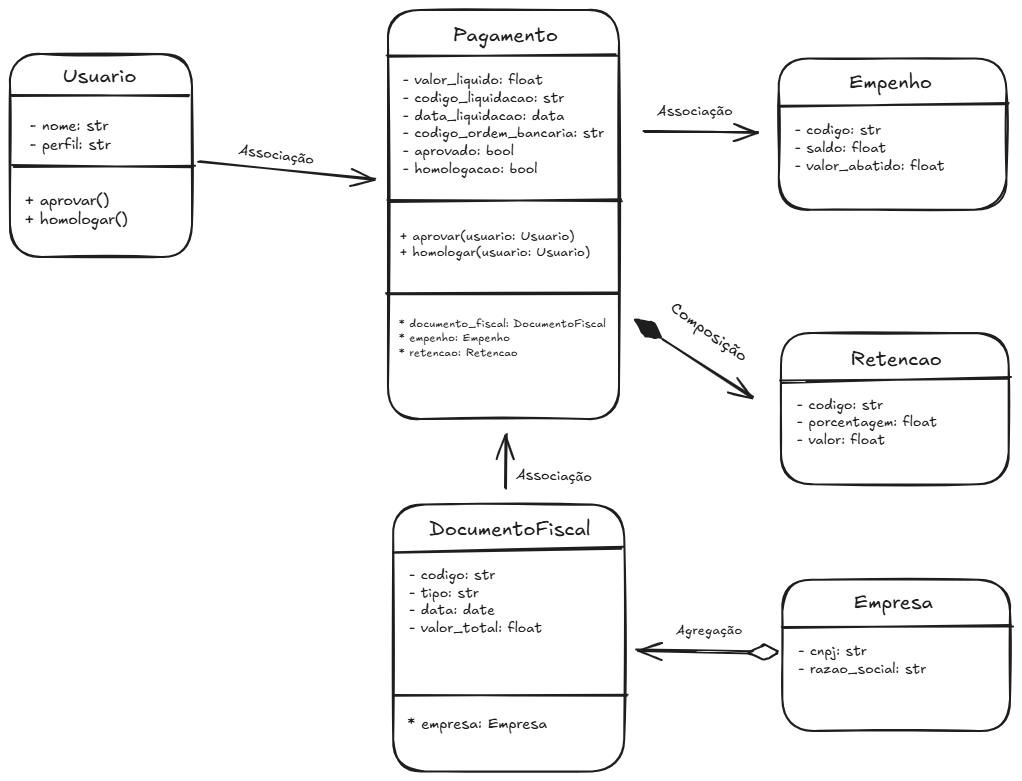 Usuario
- nome: str
- perfil: str
+ aprovar()
+ homologar()
Associação
Pagamento
- valor_liquido: float
- codigo_liquidacao: str
- data_liquidacao: data
- codigo_ordem_bancaria: str
- aprovado: bool
- homologacao: bool
+ aprovar(usuario: Usuario)
+ homologar(usuario: Usuario)
* documento_fiscal: DocumentoFiscal
* empenho: Empenho
* retencao: Retencao
Associação
Empenho
- codigo: str
- saldo: float
- valor_abatido: float
Composição
Retencao
- codigo: str
- porcentagem: float
- valor: float
Associação
DocumentoFiscal
- codigo: str
- tipo: str
- data: date
- valor_total: float
* empresa: Empresa
Agregação
Empresa
- cnpj: str
- razao_social: str